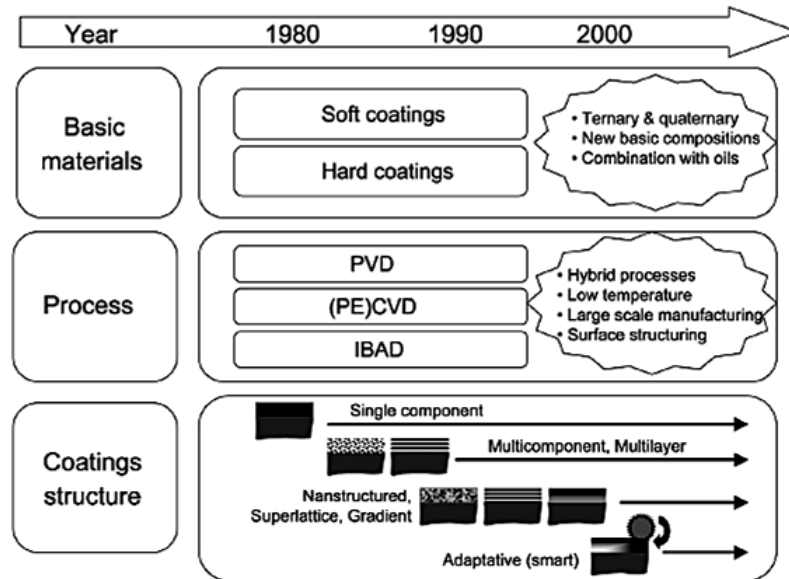 Year 1980 1990 2000
Basic
materials
Soft coatings
Hard coatings
• Ternary & quaternary
• New basic compositions
• Combination with oils
Process
PVD
(PE)CVD
IBAD
• Hybrid processes
• Low temperature
• Large scale manufacturing
• Surface structuring
Coatings
structure
Single component
Multicomponent, Multilayer
Nanstructured,
Superlattice, Gradient
Adaptative (smart)